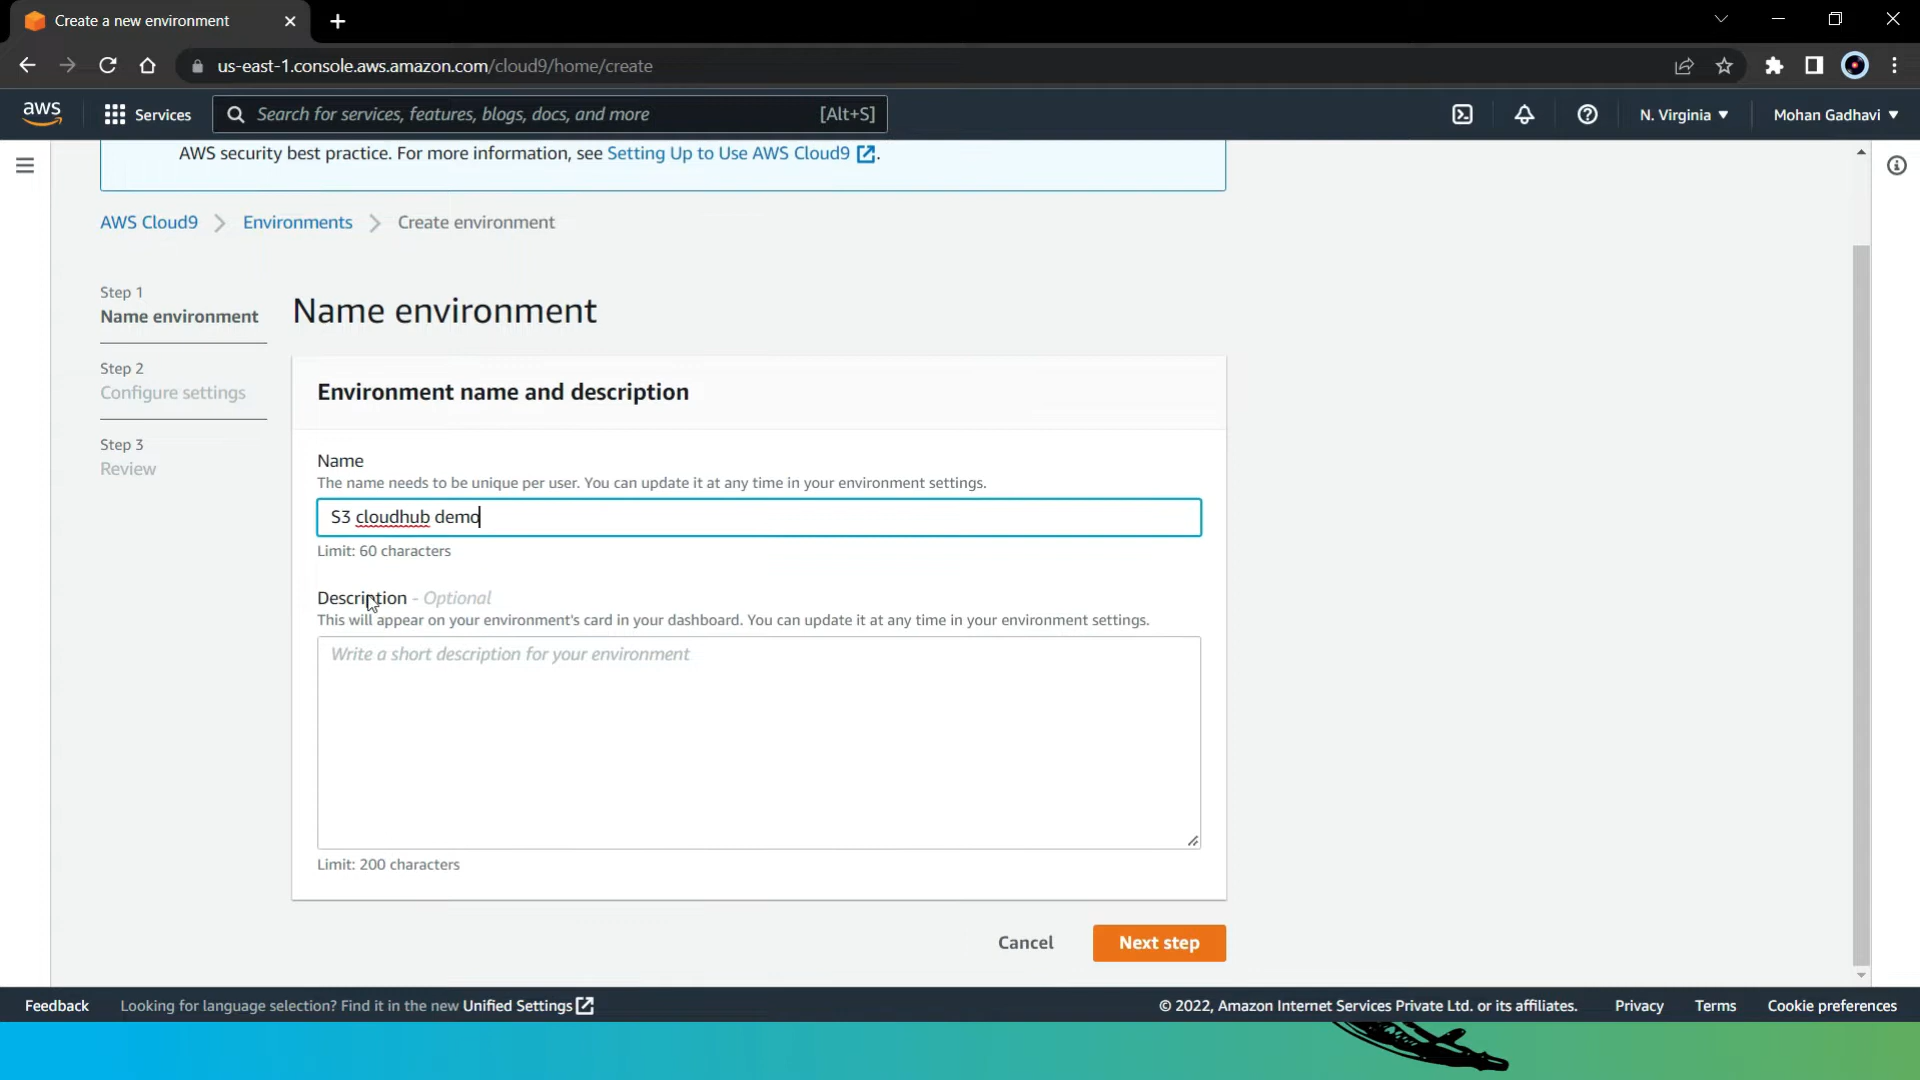 Create a new environment
us-east-1.console.aws.amazon.com/cloud9/home/create
aws
Services
Search for services, features, blogs, docs, and more
[Alt+S]
N. Virginia
Mohan Gadhavi
AWS security best practice. For more information, see Setting Up to Use AWS Cloud9.
AWS Cloud9 > Environments > Create environment
Step 1
Name environment
Step 2
Configure settings
Step 3
Review
Name environment
Environment name and description
Name
The name needs to be unique per user. You can update it at any time in your environment settings.
S3 cloudhub demo
Limit: 60 characters
Description - Optional
This will appear on your environment's card in your dashboard. You can update it at any time in your environment settings.
Write a short description for your environment
Limit: 200 characters
Cancel
Next step
Feedback
Looking for language selection? Find it in the new Unified Settings
© 2022, Amazon Internet Services Private Ltd. or its affiliates.
Privacy
Terms
Cookie preferences